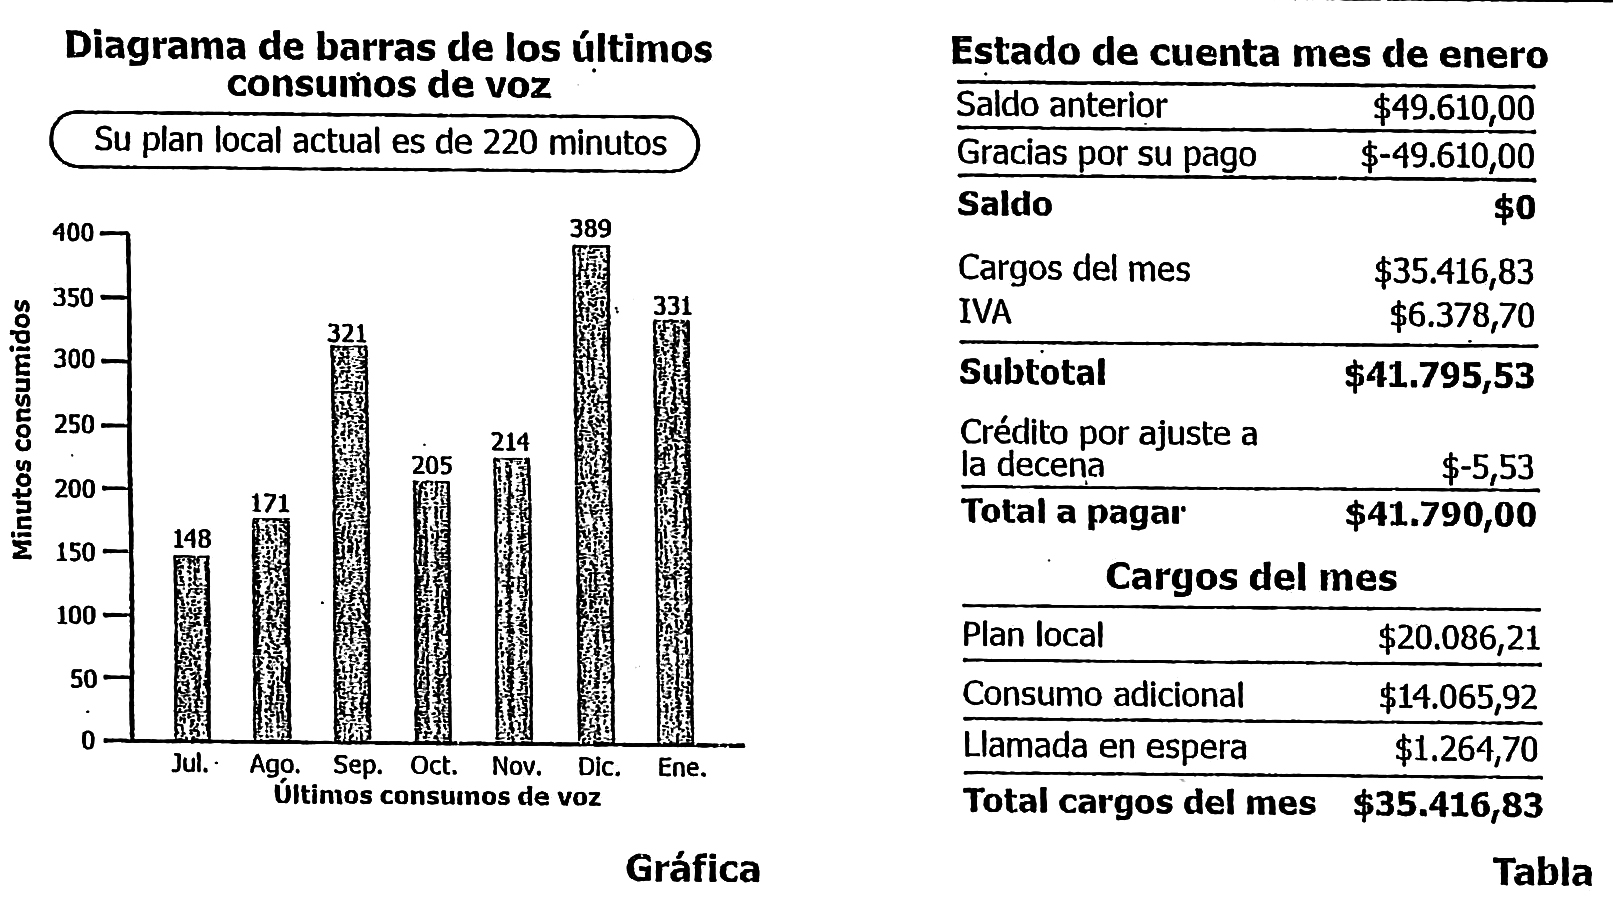 Diagrama de barras de los últimos
consumos de voz
Su plan local actual es de 220 minutos
Minutos consumidos
400
350
300
250
200
150
100
50
0
148
171
321
205
214
389
331
Jul.
Ago.
Sep.
Oct.
Nov.
Dic.
Ene.
Últimos consumos de voz
Gráfica
Estado de cuenta mes de enero
Saldo anterior $49.610,00
Gracias por su pago $-49.610,00
Saldo $0
Cargos del mes $35.416,83
IVA $6.378,70
Subtotal $41.795,53
Crédito por ajuste a
la decena $-5,53
Total a pagar $41.790,00
Cargos del mes
Plan local $20.086,21
Consumo adicional $14.065,92
Llamada en espera $1.264,70
Total cargos del mes $35.416,83
Tabla